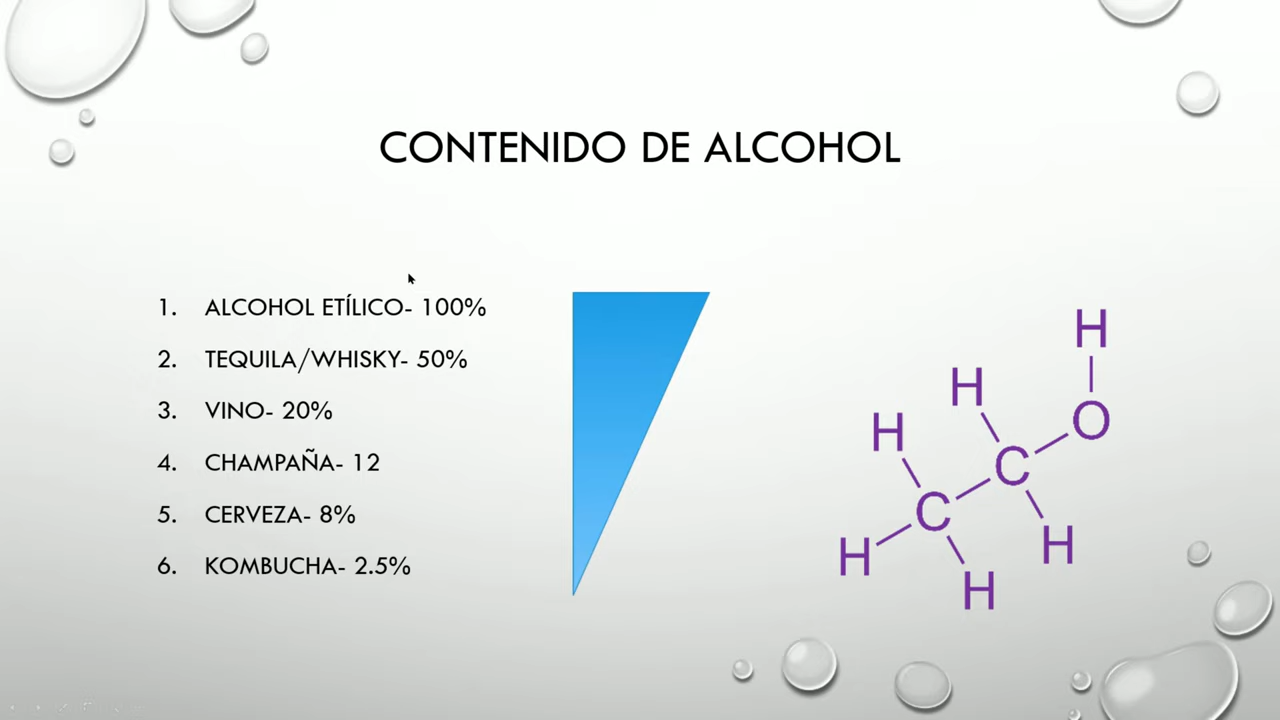 CONTENIDO DE ALCOHOL
1. ALCOHOL ETÍLICO- 100%
2. TEQUILA/WHISKY- 50%
3. VINO- 20%
4. CHAMPAÑA- 12
5. CERVEZA- 8%
6. KOMBUCHA- 2.5%
H
H
H O
C
C
H H
H